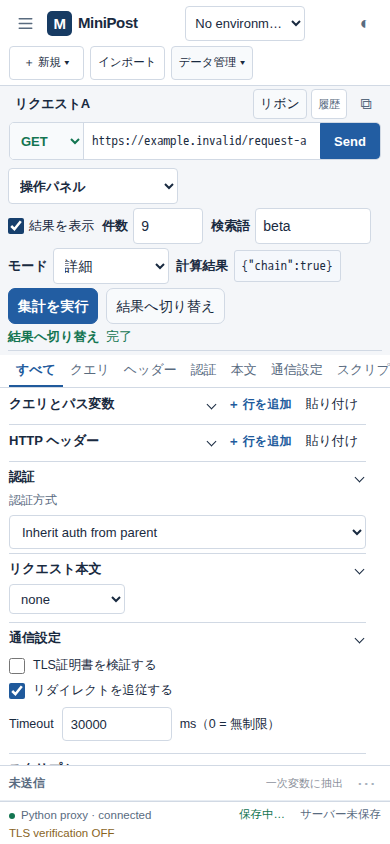 M MiniPost No environm…
＋ 新規 ▾ インポート データ管理 ▾
リクエストA リボン 履歴
GET https://example.invalid/request-a Send
操作パネル
結果を表示 件数 9 検索語 beta
モード 詳細 計算結果 {"chain":true}
集計を実行 結果へ切り替え
結果へ切り替え 完了
すべて クエリ ヘッダー 認証 本文 通信設定 スクリプ
クエリとパス変数 + 行を追加 貼り付け
HTTP ヘッダー + 行を追加 貼り付け
認証
認証方式
Inherit auth from parent
リクエスト本文
none
通信設定
TLS証明書を検証する
リダイレクトを追従する
Timeout 30000 ms（0 = 無制限）
未送信 一次変数に抽出 ···
Python proxy · connected 保存中… サーバー未保存
TLS verification OFF